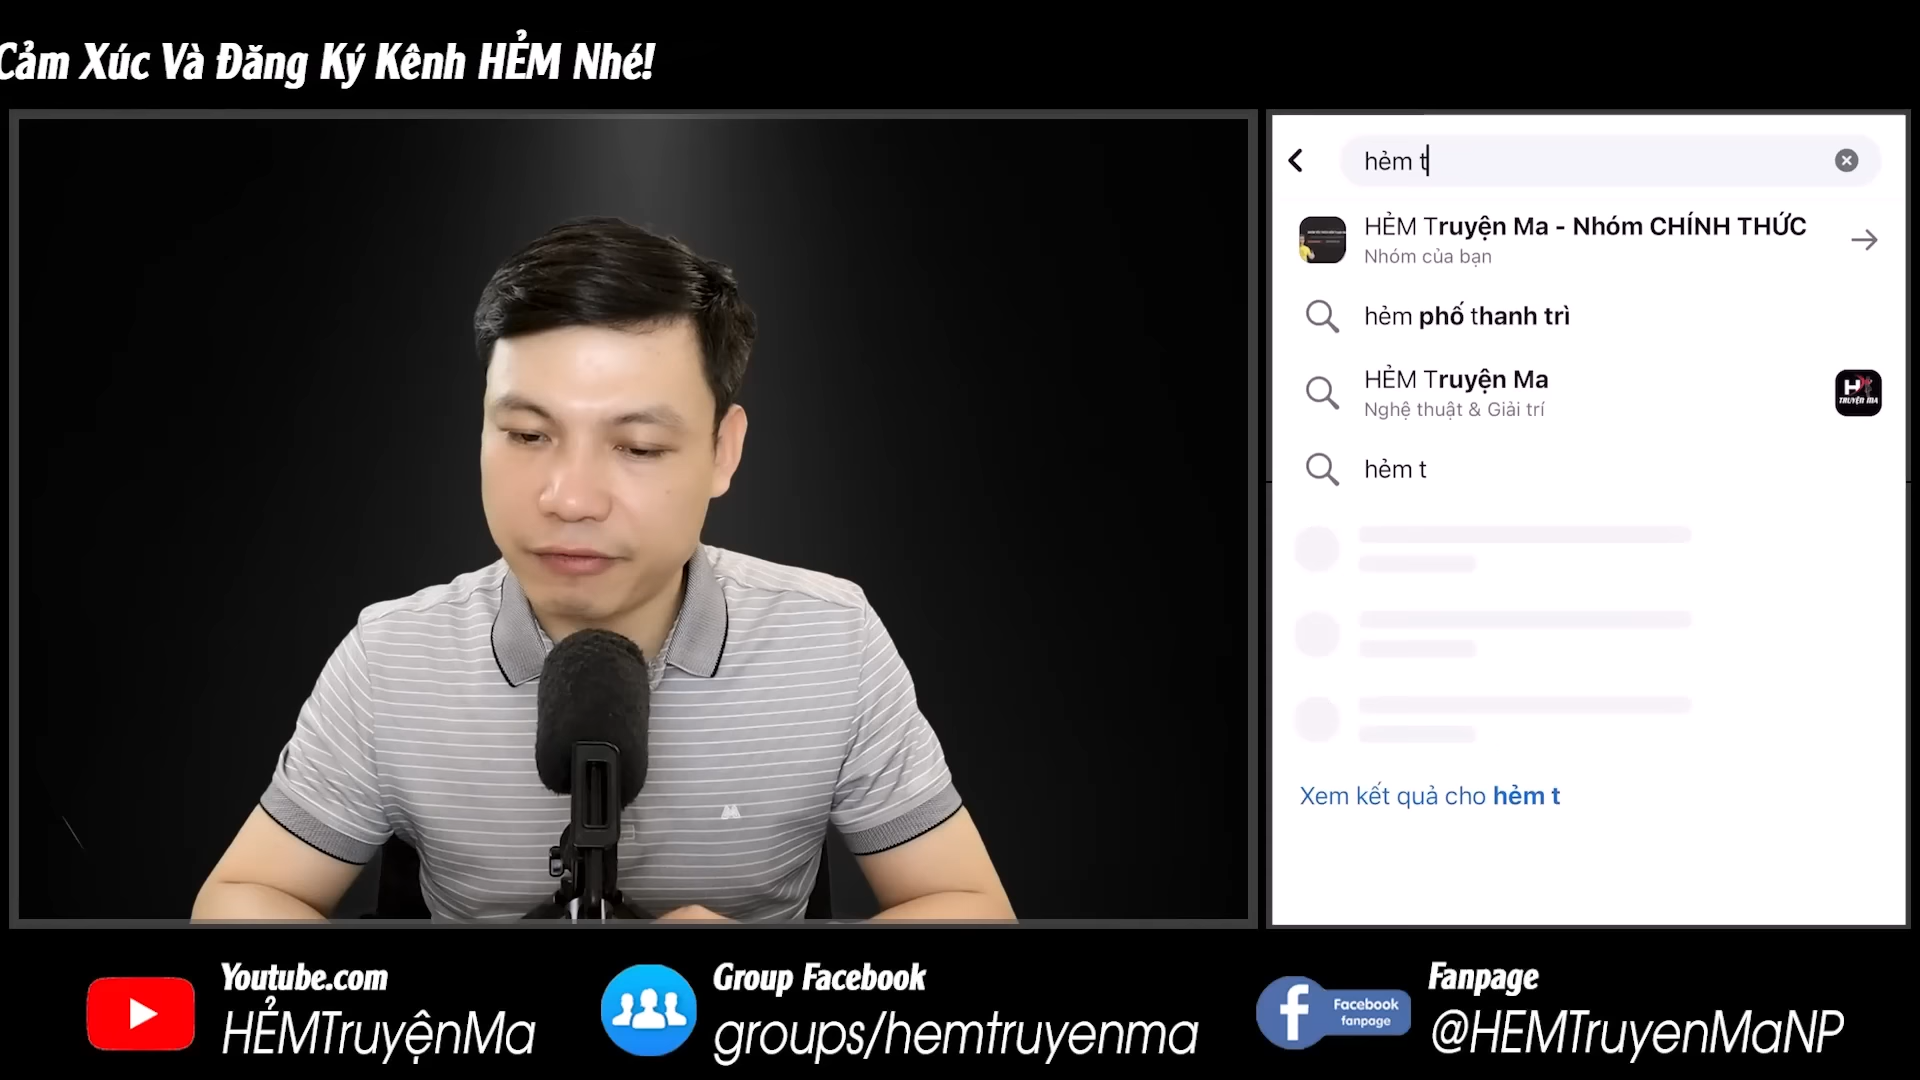 Cảm Xúc Và Đăng Ký Kênh HẺM Nhé!
hẻm t
HẺM Truyện Ma - Nhóm CHÍNH THỨC
Nhóm của bạn
hẻm phố thanh trì
HẺM Truyện Ma
Nghệ thuật & Giải trí
H
TRUYỆN MA
hẻm t
Xem kết quả cho hẻm t
Youtube.com
HẺMTruyệnMa
Group Facebook
groups/hemtruyenma
Facebook
fanpage
Fanpage
@HEMTruyenMaNP